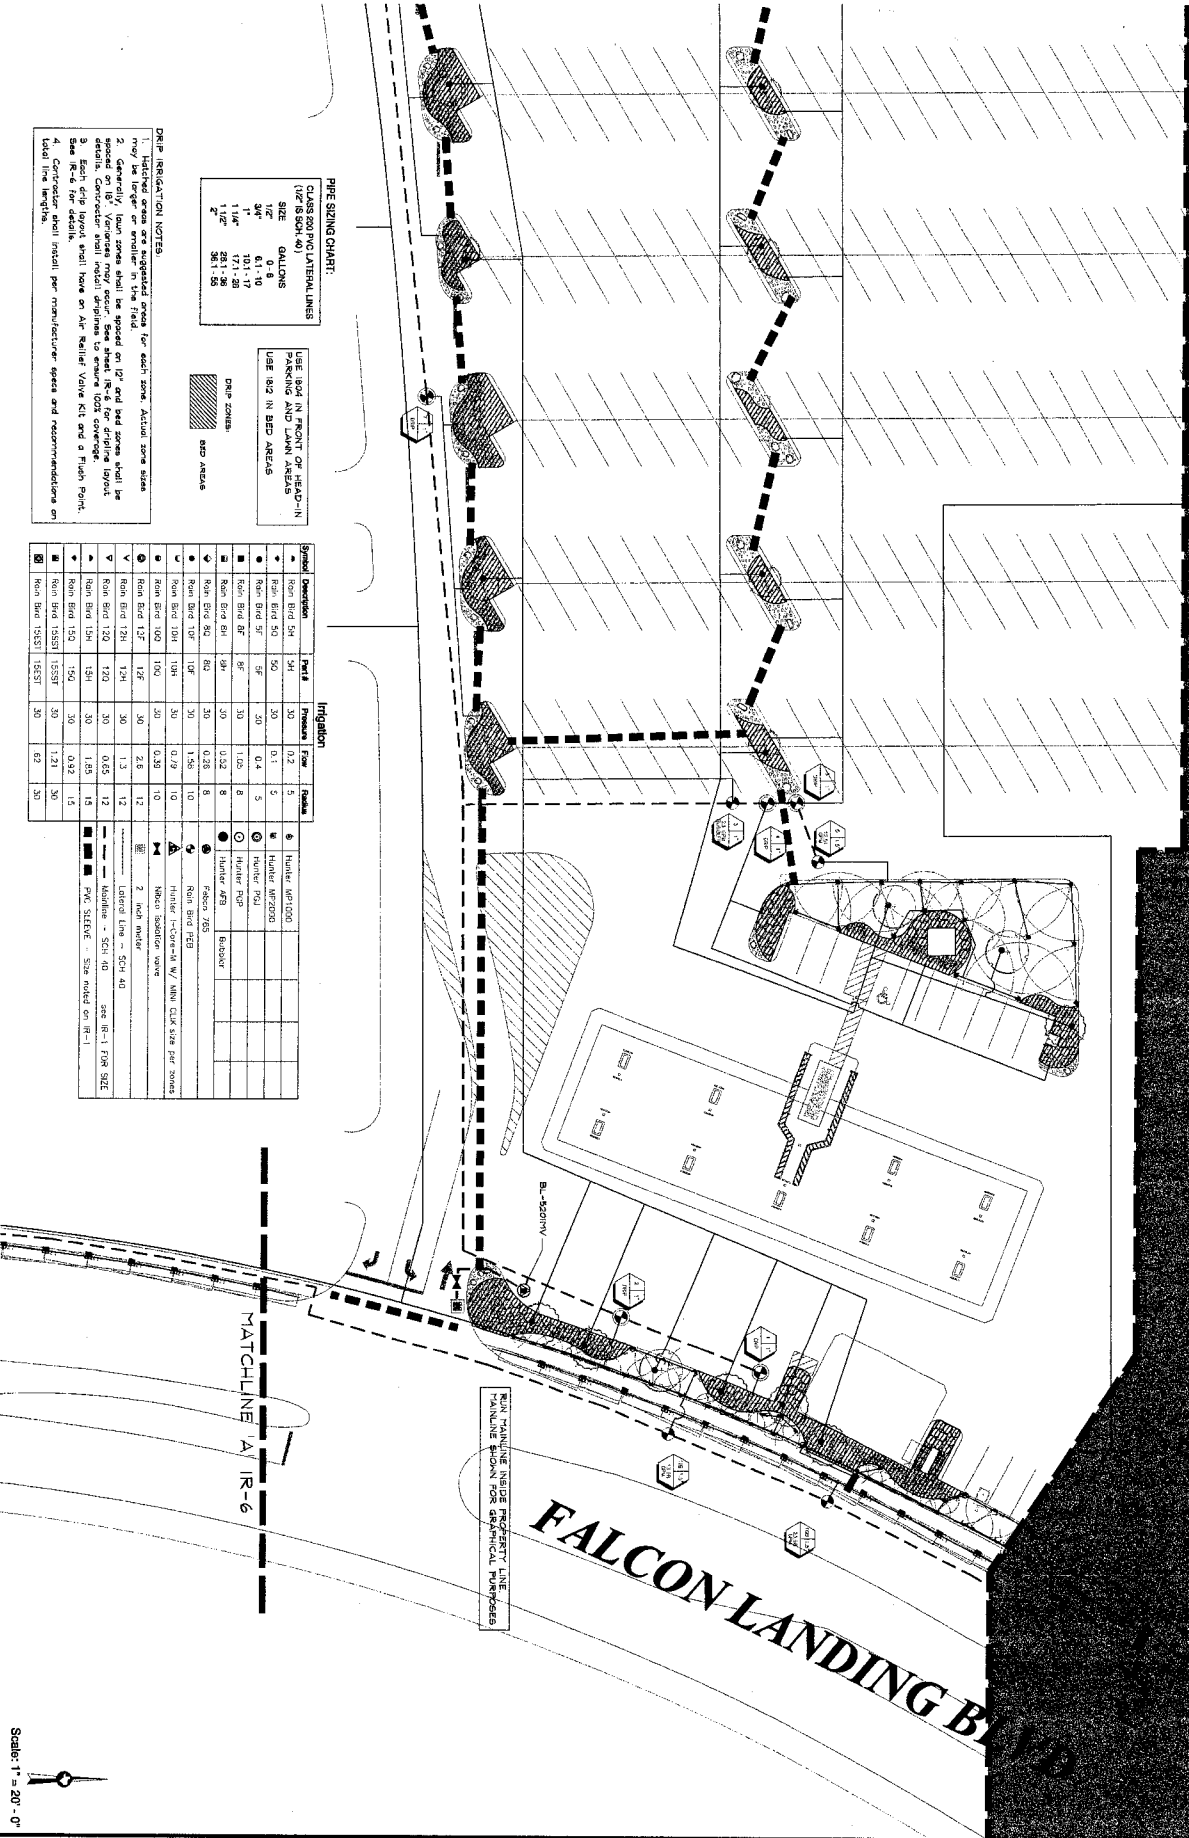 PIPE SIZING CHART:
CLASS 200 PVC LATERAL LINES
(1/2" IS SCH. 40)
SIZE GALLONS
1/2" 0 - 6
3/4" 6.1 - 10
1" 10.1 - 17
1 1/4" 17.1 - 28
1 1/2" 28.1 - 36
2" 36.1 - 55
USE 1804 IN FRONT OF HEAD-IN
PARKING AND LAWN AREAS
USE 1812 IN BED AREAS
DRIP ZONES:
BED AREAS
DRIP IRRIGATION NOTES:
1. Hatched areas are suggested areas for each zone. Actual zone sizes
may be larger or smaller in the field.
2. Generally, lawn zones shall be spaced on 12" and bed zones shall be
spaced on 18". Variances may occur. See sheet IR-6 for dripline layout
details. Contractor shall install driplines to ensure 100% coverage.
3. Each drip layout shall have an Air Relief Valve Kit and a Flush Point.
See IR-6 for details.
4. Contractor shall install per manufacturer specs and recommendations on
total line lengths.
Irrigation
Symbol Description Part # Pressure Flow Radius
Rain Bird 5H 5H 30 0.2 5
Rain Bird 5Q 5Q 30 0.1 5
Rain Bird 5F 5F 30 0.4 5
Rain Bird 8F 8F 30 1.05 8
Rain Bird 8H 8H 30 0.52 8
Rain Bird 8Q 8Q 30 0.26 8
Rain Bird 10F 10F 30 1.58 10
Rain Bird 10H 10H 30 0.79 10
Rain Bird 10Q 10Q 30 0.39 10
Rain Bird 12F 12F 30 2.6 12
Rain Bird 12H 12H 30 1.3 12
Rain Bird 12Q 12Q 30 0.65 12
Rain Bird 15H 15H 30 1.85 15
Rain Bird 15Q 15Q 30 0.92 15
Rain Bird 15SST 15SST 30 1.21 30
Rain Bird 15EST 15EST 30 .62 30
Hunter MP1000
Hunter MP2000
Hunter PGJ
Hunter PGP
Hunter AFB Bubbler
Febco 765
Rain Bird PEB
Hunter I-Core-M W/ MINI CLIK size per zones
Nibco isolation valve
2 inch meter
Lateral Line - SCH 40
Mainline - SCH 40 see IR-1 FOR SIZE
PVC SLEEVE - Size noted on IR-1
BL-5201MV
RUN MAINLINE INSIDE PROPERTY LINE.
MAINLINE SHOWN FOR GRAPHICAL PURPOSES
MATCHLINE 'A' IR-6
FALCON LANDING BLVD
Scale: 1" = 20' - 0"